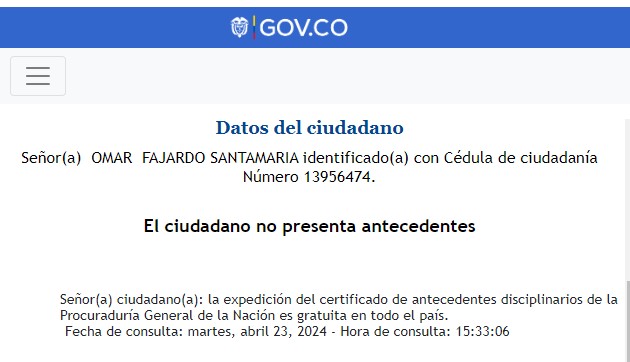 GOV.CO
Datos del ciudadano
Señor(a)  OMAR  FAJARDO SANTAMARIA identificado(a) con Cédula de ciudadanía
Número 13956474.
El ciudadano no presenta antecedentes
Señor(a) ciudadano(a): la expedición del certificado de antecedentes disciplinarios de la
Procuraduría General de la Nación es gratuita en todo el país.
Fecha de consulta: martes, abril 23, 2024 - Hora de consulta: 15:33:06